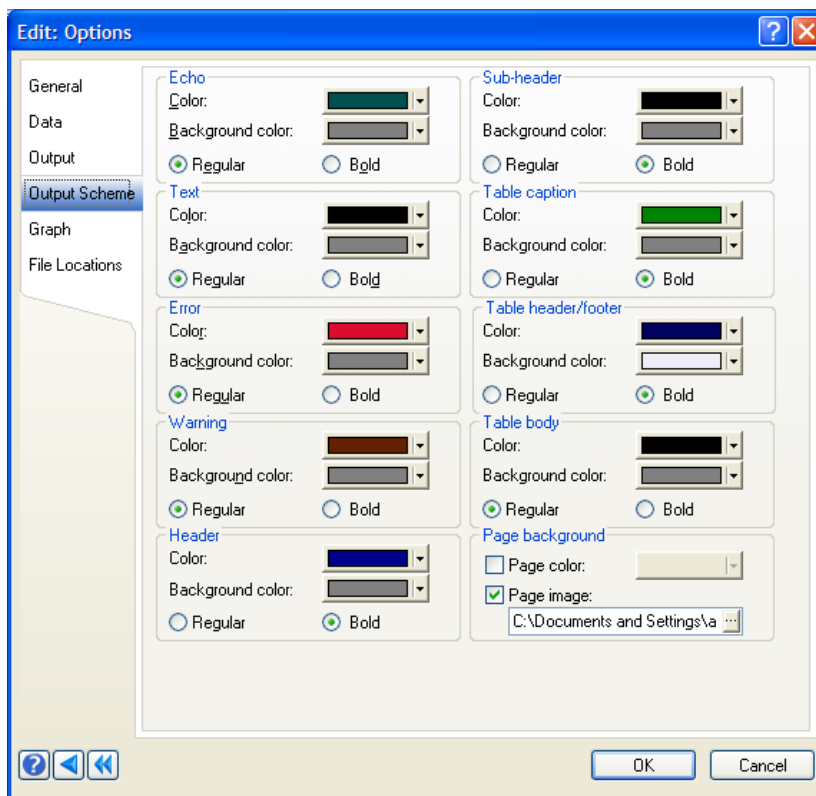 Edit: Options
General
Data
Output
Output Scheme
Graph
File Locations
Echo
Color:
Background color:
Regular Bold
Text
Color:
Background color:
Regular Bold
Error
Color:
Background color:
Regular Bold
Warning
Color:
Background color:
Regular Bold
Header
Color:
Background color:
Regular Bold
Sub-header
Color:
Background color:
Regular Bold
Table caption
Color:
Background color:
Regular Bold
Table header/footer
Color:
Background color:
Regular Bold
Table body
Color:
Background color:
Regular Bold
Page background
Page color:
Page image:
C:\Documents and Settings\a ...
OK Cancel